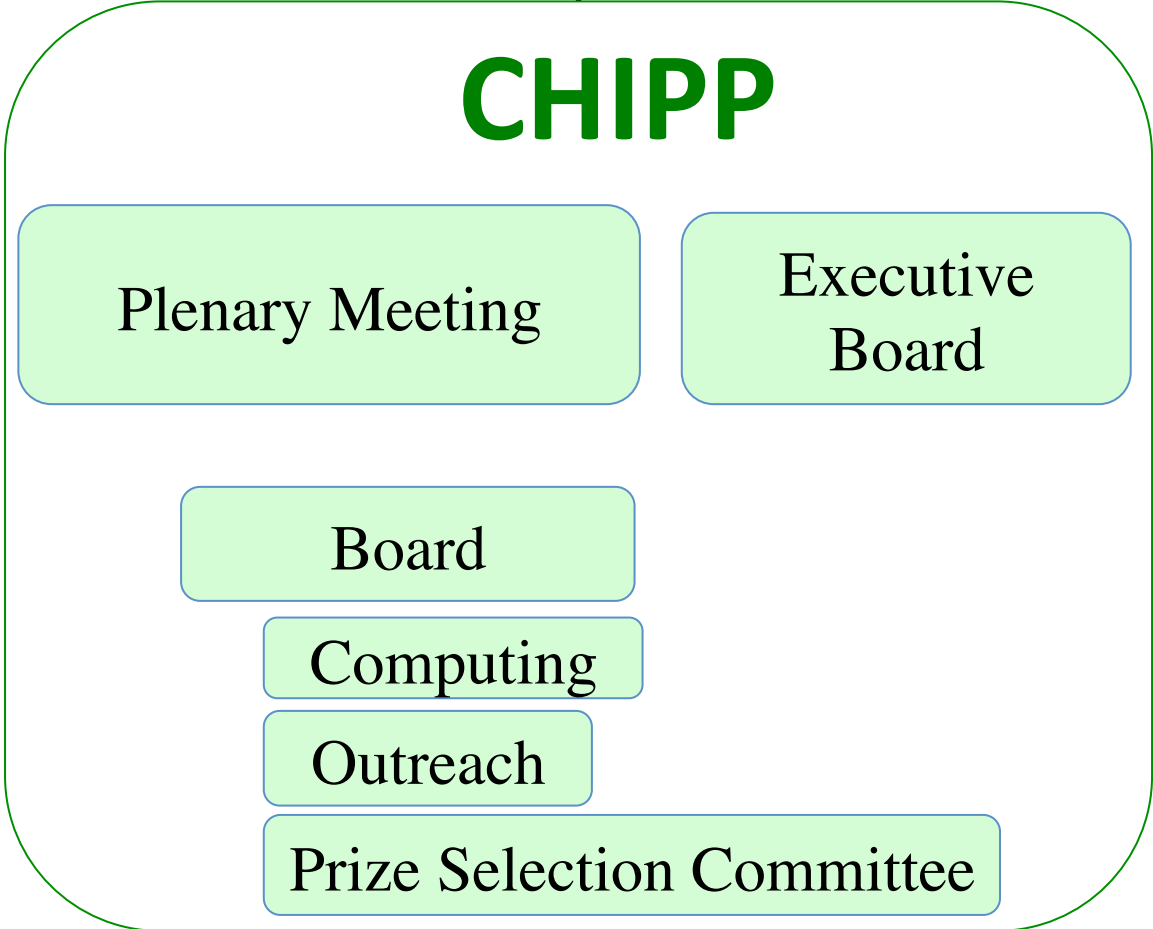 CHIPP
Plenary Meeting
Executive
Board
Board
Computing
Outreach
Prize Selection Committee